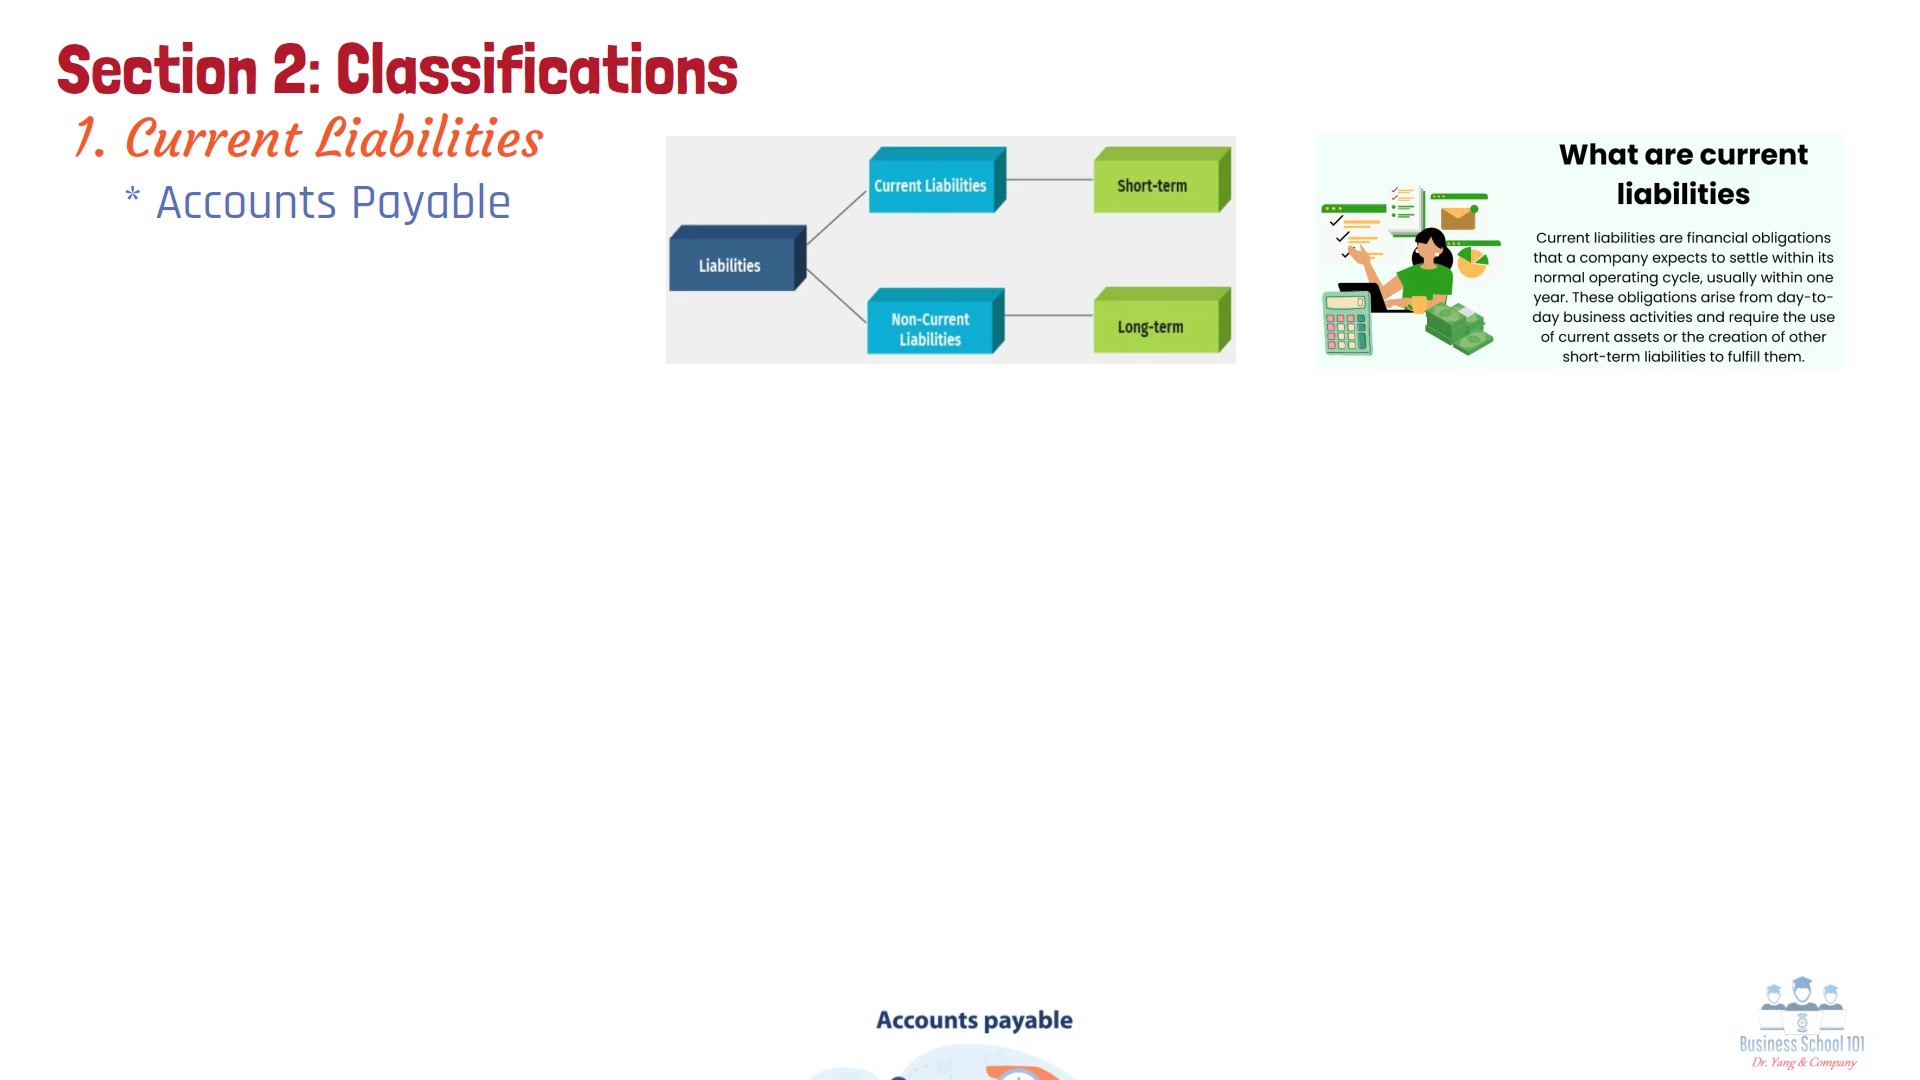 Section 2: Classifications
1. Current Liabilities
* Accounts Payable
Liabilities
Current Liabilities
Short-term
Non-Current
Liabilities
Long-term
What are current
liabilities
Current liabilities are financial obligations
that a company expects to settle within its
normal operating cycle, usually within one
year. These obligations arise from day-to-
day business activities and require the use
of current assets or the creation of other
short-term liabilities to fulfill them.
Accounts payable
Business School 101
Dr. Yang & Company